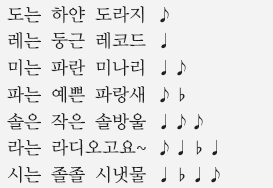 도는 하얀 도라지 ♪
레는 둥근 레코드 ♩
미는 파란 미나리 ♩♪
파는 예쁜 파랑새 ♪♭
솔은 작은 솔방울 ♩♪♪
라는 라디오고요~ ♪♩♭♩
시는 졸졸 시냇물 ♩♭♩♪